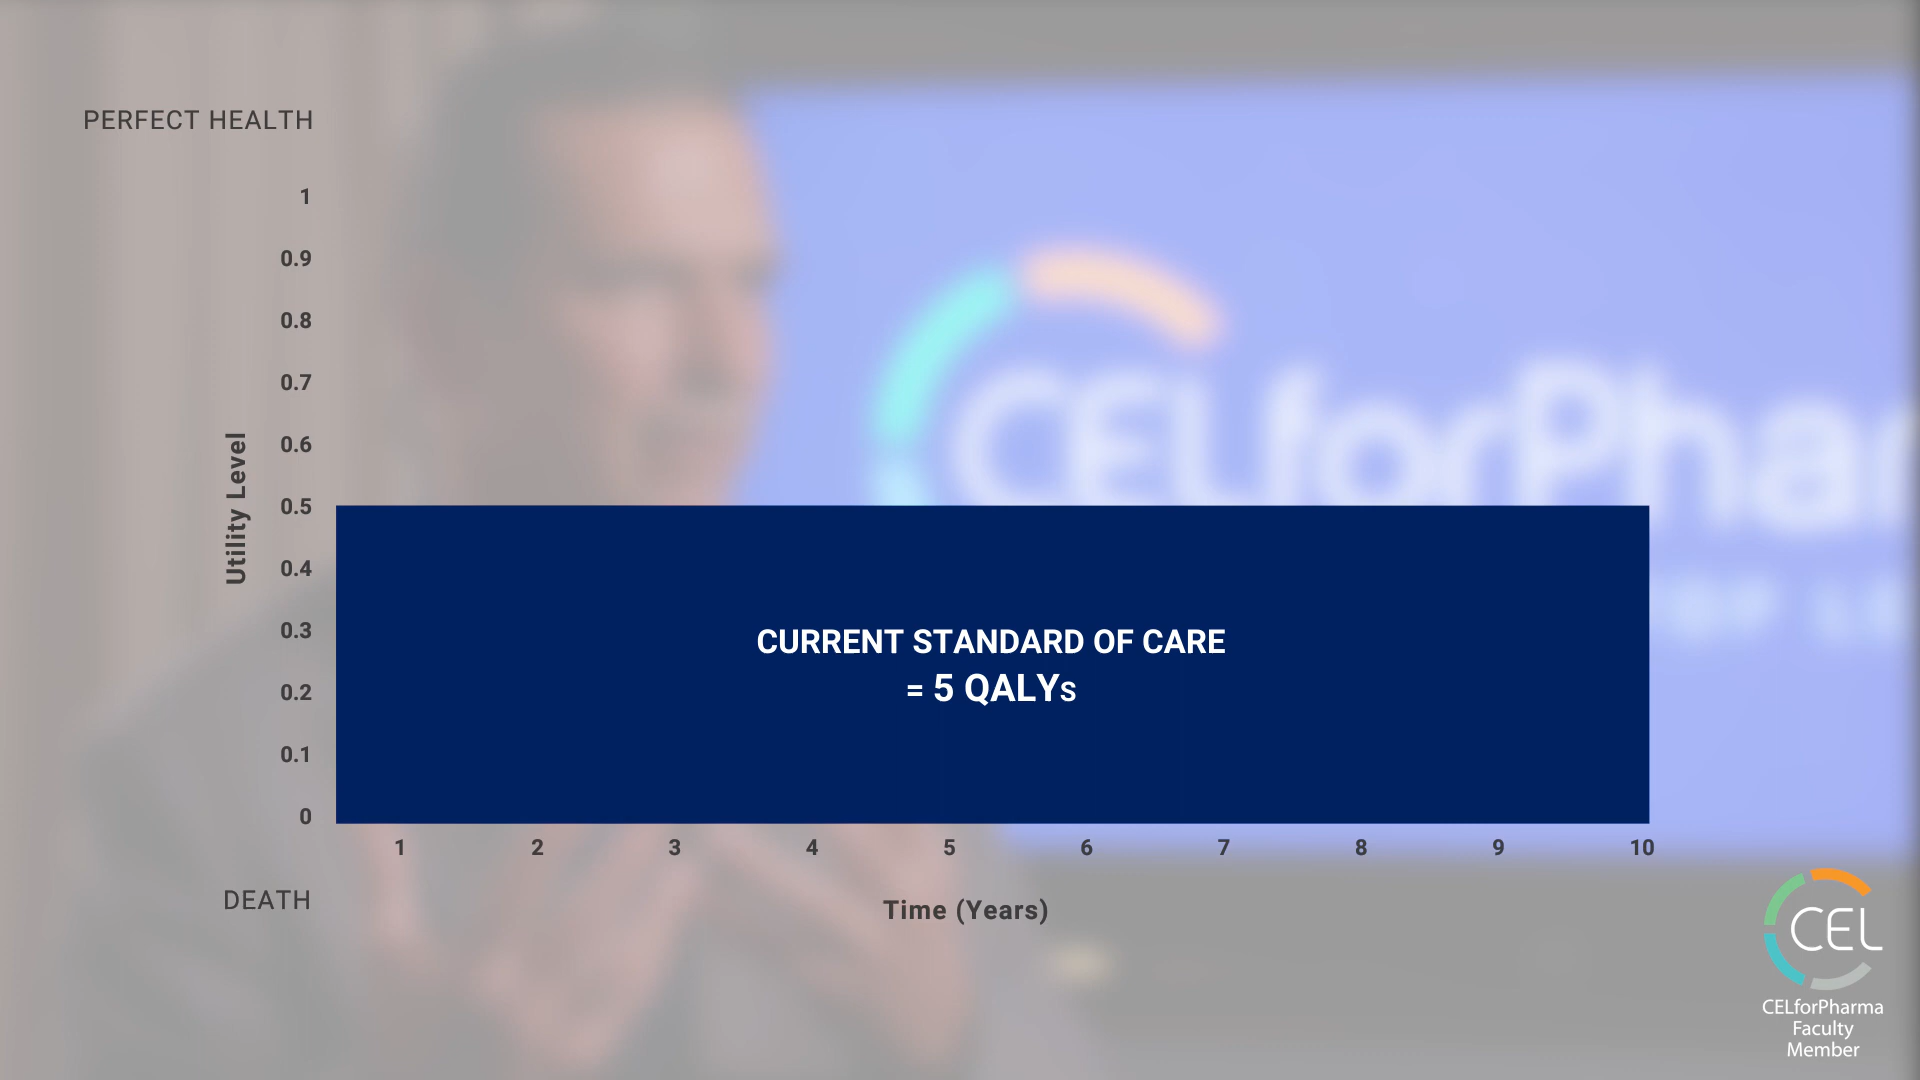 PERFECT HEALTH
1
0.9
0.8
0.7
0.6
0.5
0.4
0.3
0.2
0.1
0
Utility Level
CELforPhar
CURRENT STANDARD OF CARE
= 5 QALYs
1 2 3 4 5 6 7 8 9 10
DEATH
Time (Years)
CEL
CELforPharma
Faculty
Member